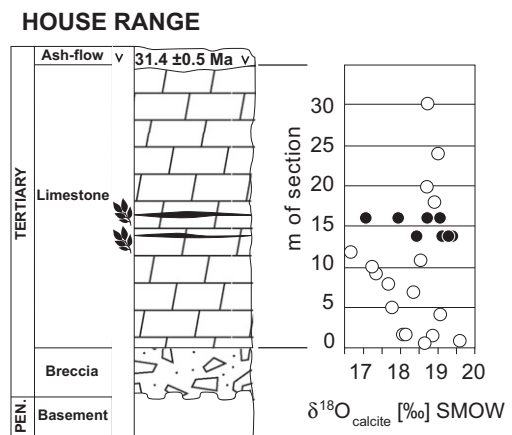 HOUSE RANGE
Ash-flow
v 31.4 ±0.5 Ma v
TERTIARY
Limestone
Breccia
PEN.
Basement
m of section
30
25
20
15
10
5
0
17 18 19 20
δ18Ocalcite [‰] SMOW